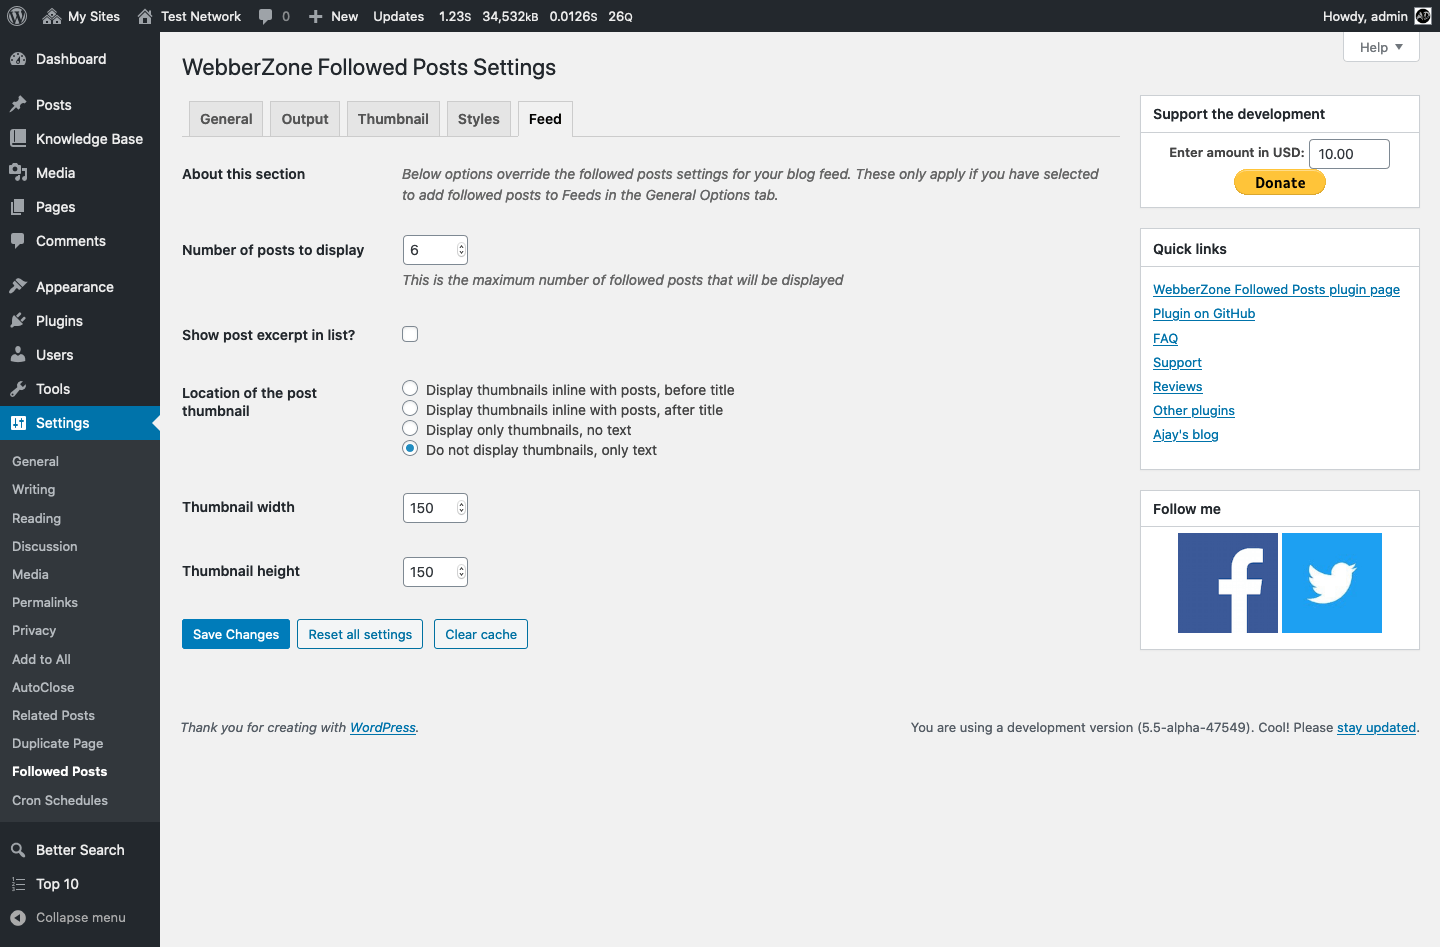 My Sites Test Network 0 New Updates 1.23s 34,532kB 0.0126s 26Q Howdy, admin
Help
Dashboard
Posts
Knowledge Base
Media
Pages
Comments
Appearance
Plugins
Users
Tools
Settings
General
Writing
Reading
Discussion
Media
Permalinks
Privacy
Add to All
AutoClose
Related Posts
Duplicate Page
Followed Posts
Cron Schedules
Better Search
Top 10
Collapse menu
WebberZone Followed Posts Settings
General Output Thumbnail Styles Feed
About this section
Below options override the followed posts settings for your blog feed. These only apply if you have selected
to add followed posts to Feeds in the General Options tab.
Number of posts to display
6
This is the maximum number of followed posts that will be displayed
Show post excerpt in list?
Location of the post
thumbnail
Display thumbnails inline with posts, before title
Display thumbnails inline with posts, after title
Display only thumbnails, no text
Do not display thumbnails, only text
Thumbnail width
150
Thumbnail height
150
Save Changes Reset all settings Clear cache
Support the development
Enter amount in USD: 10.00
Donate
Quick links
WebberZone Followed Posts plugin page
Plugin on GitHub
FAQ
Support
Reviews
Other plugins
Ajay's blog
Follow me
Thank you for creating with WordPress.
You are using a development version (5.5-alpha-47549). Cool! Please stay updated.